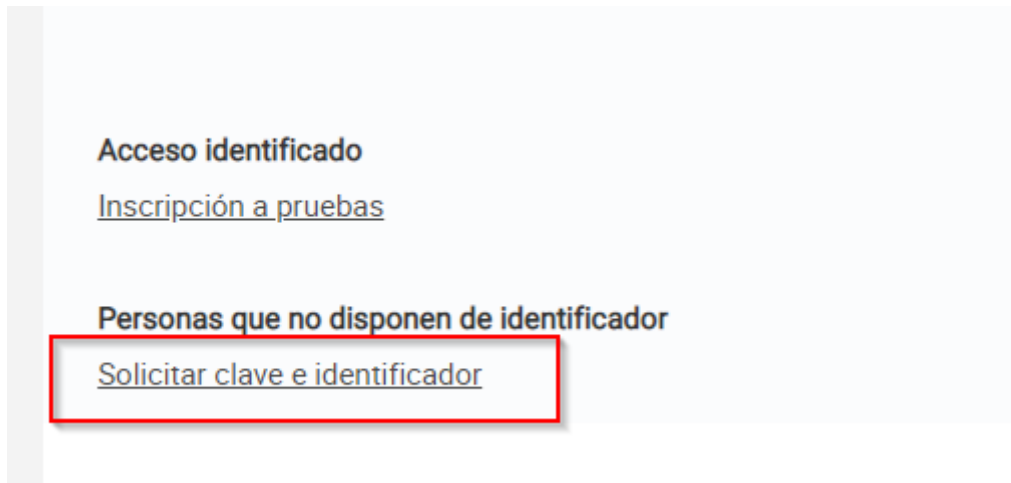 Acceso identificado
Inscripción a pruebas
Personas que no disponen de identificador
Solicitar clave e identificador